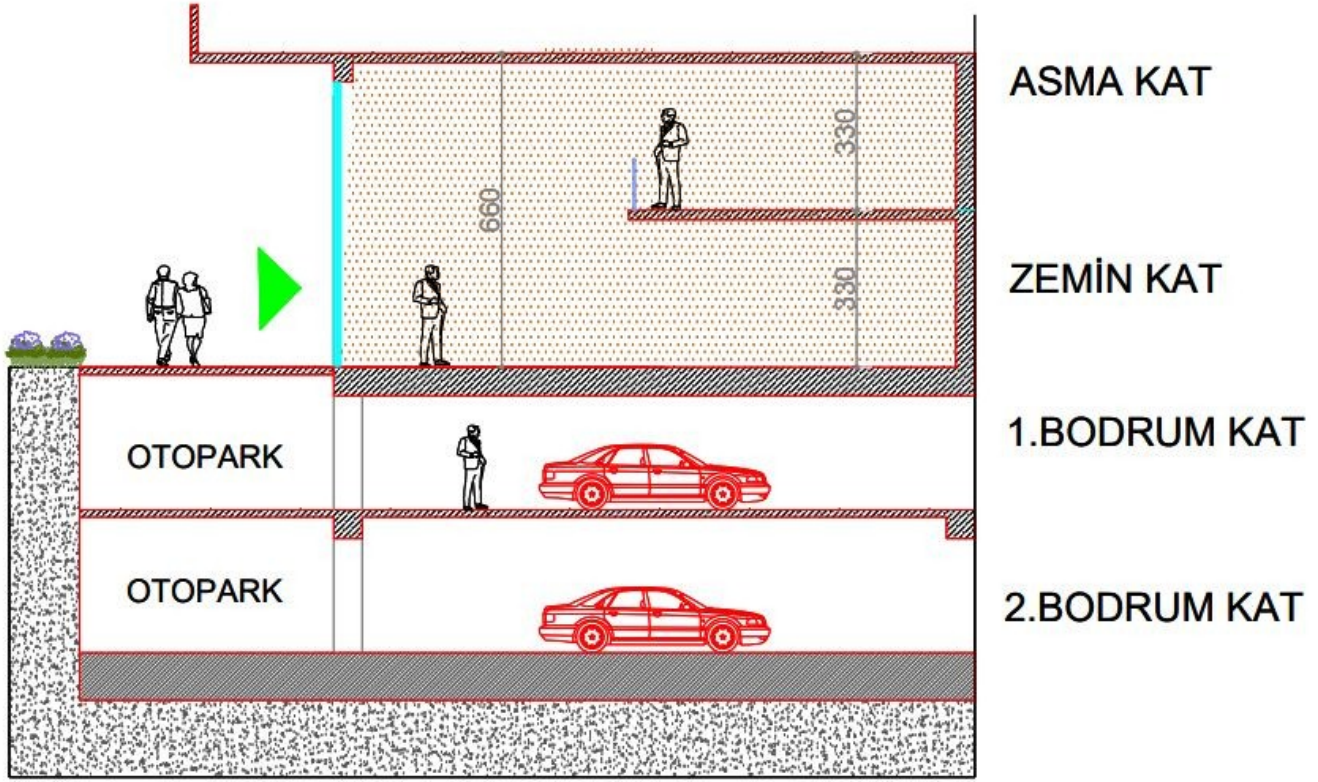 ASMA KAT
330
660
ZEMİN KAT
330
1.BODRUM KAT
OTOPARK
2.BODRUM KAT
OTOPARK